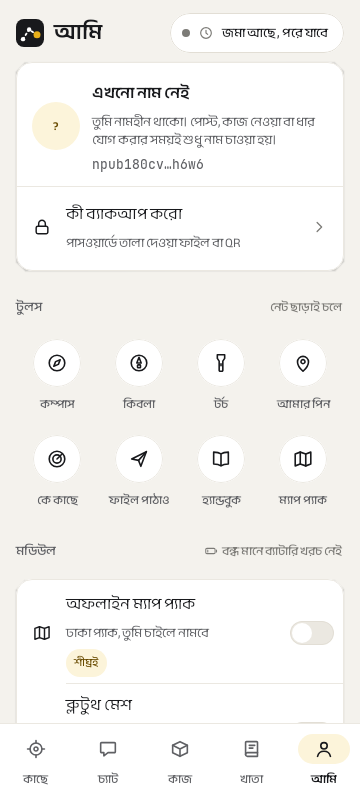 আমি
জমা আছে, পরে যাবে
এখনো নাম নেই
?
তুমি নামহীন থাকো। পোস্ট, কাজ নেওয়া বা ধার
যোগ করার সময়ই শুধু নাম চাওয়া হয়।
npub180cv…h6w6
কী ব্যাকআপ করো
পাসওয়ার্ডে তালা দেওয়া ফাইল বা QR
টুলস
নেট ছাড়াই চলে
কম্পাস
কিবলা
টর্চ
আমার পিন
কে কাছে
ফাইল পাঠাও
হ্যান্ডবুক
ম্যাপ প্যাক
মডিউল
বন্ধ মানে ব্যাটারি খরচ নেই
অফলাইন ম্যাপ প্যাক
ঢাকা প্যাক, তুমি চাইলে নামবে
শীঘ্রই
ব্লুটুথ মেশ
কাছে
চ্যাট
কাজ
খাতা
আমি